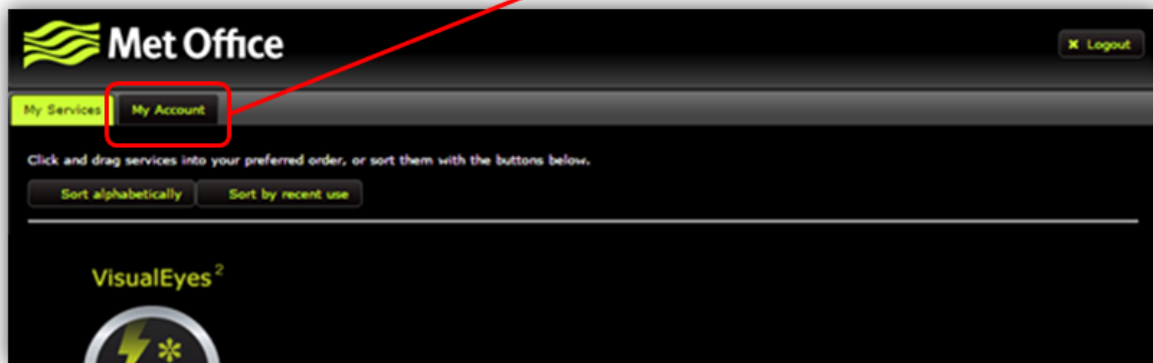 Met Office
× Logout
My Services
My Account
Click and drag services into your preferred order, or sort them with the buttons below.
Sort alphabetically
Sort by recent use
VisualEyes²